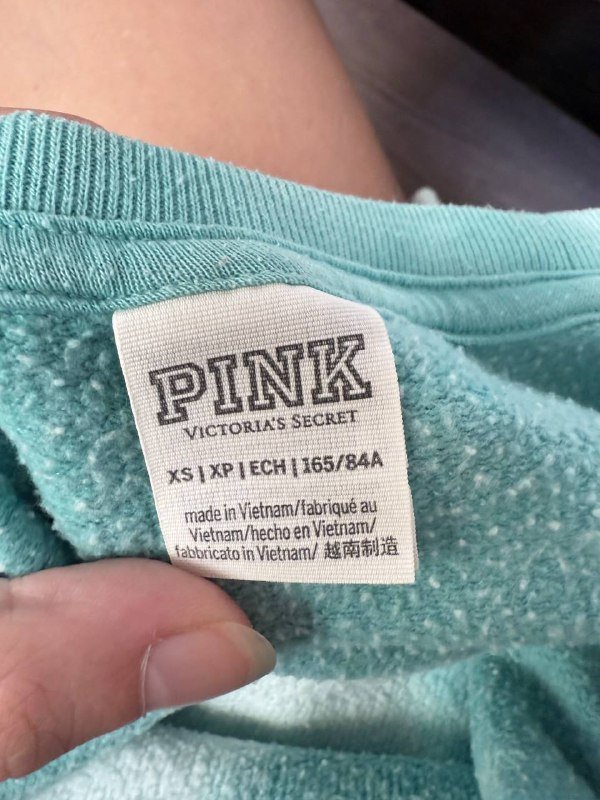 PINK
VICTORIA'S SECRET
XS | XP | ECH | 165/84A
made in Vietnam/fabriqué au
Vietnam/hecho en Vietnam/
fabbricato in Vietnam/ 越南制造